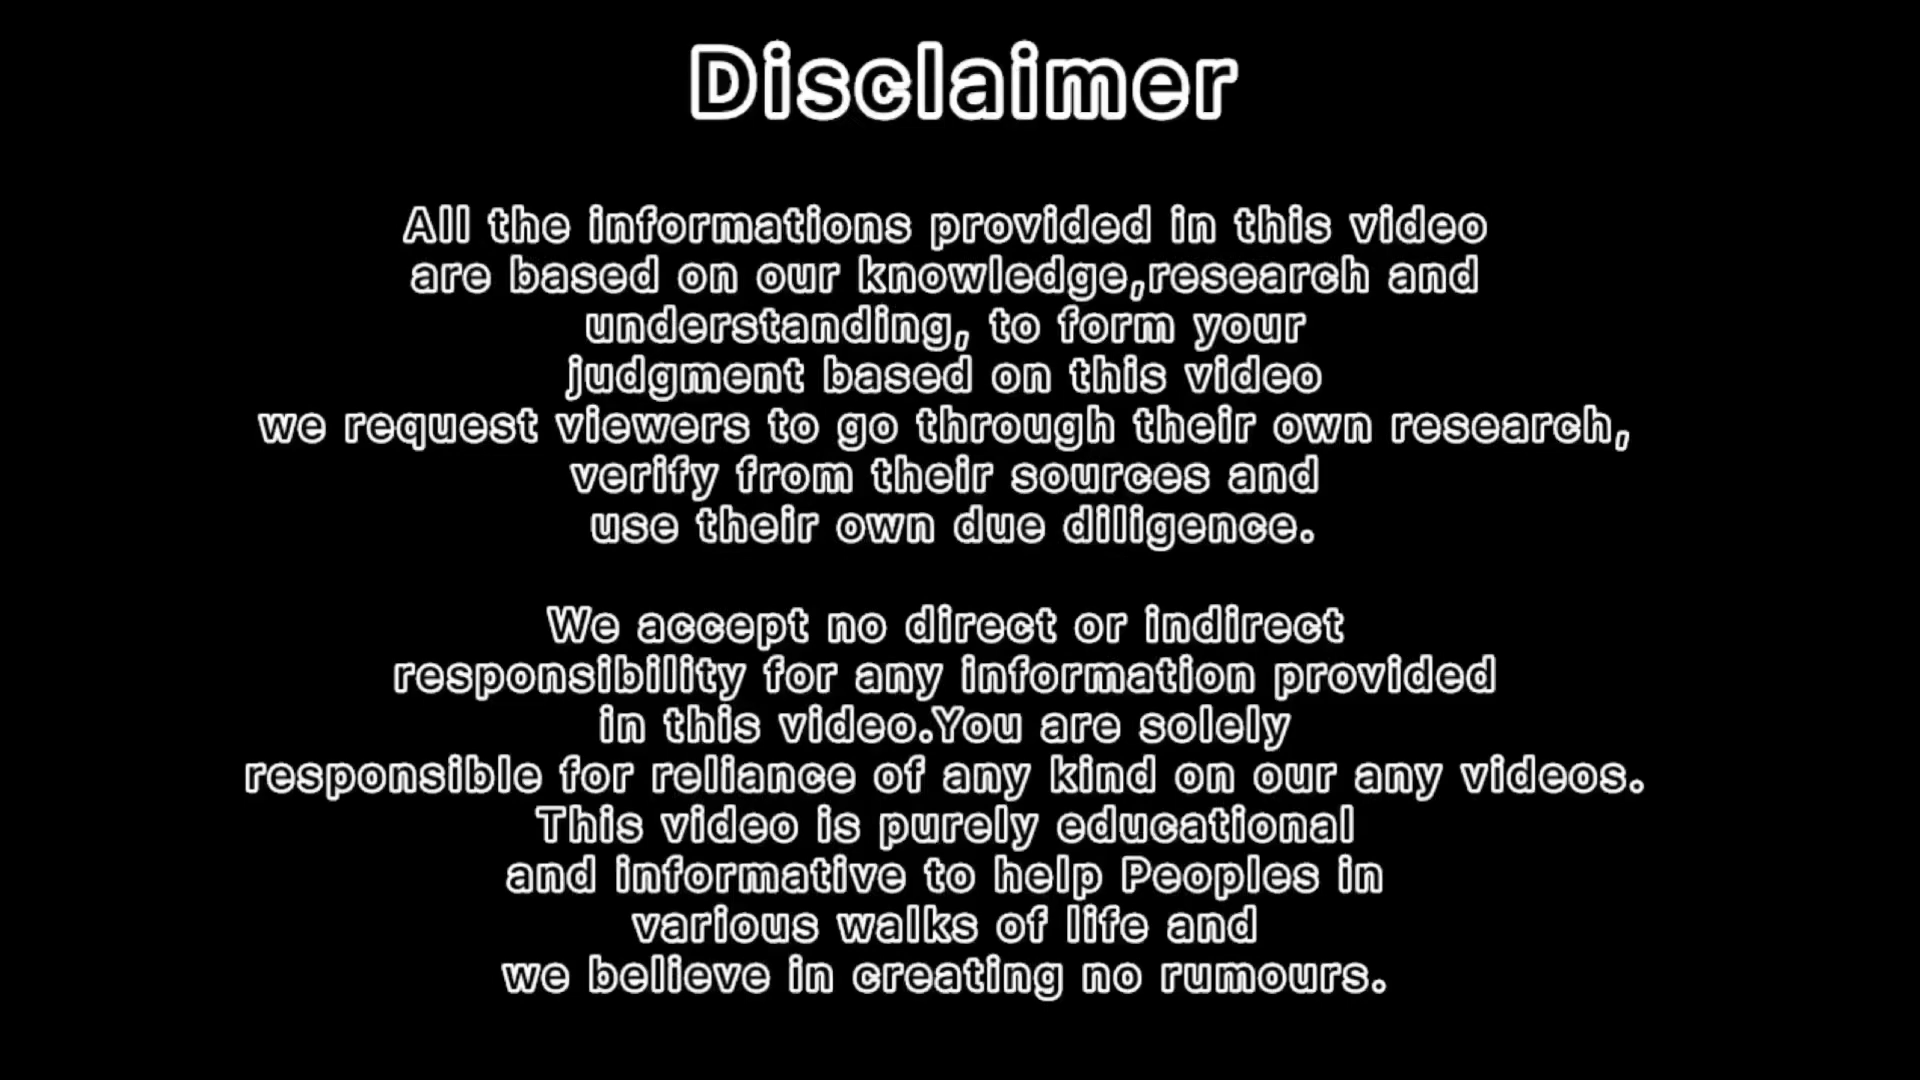 Disclaimer
All the informations provided in this video
are based on our knowledge,research and
understanding, to form your
judgment based on this video
we request viewers to go through their own research,
verify from their sources and
use their own due diligence.
We accept no direct or indirect
responsibility for any information provided
in this video.You are solely
responsible for reliance of any kind on our any videos.
This video is purely educational
and informative to help Peoples in
various walks of life and
we believe in creating no rumours.